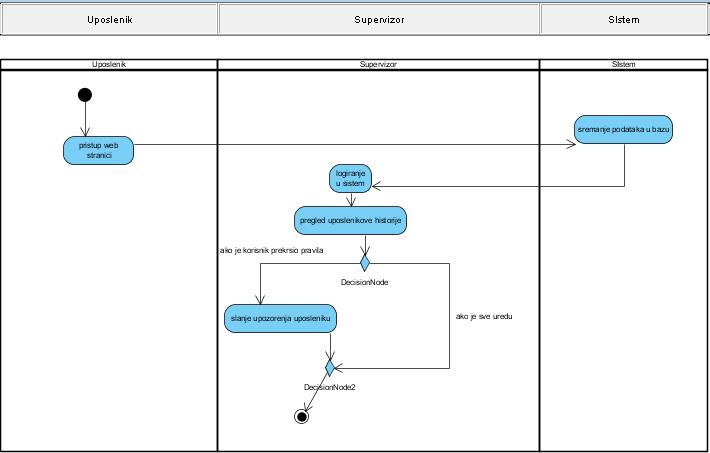 Uposlenik
Supervizor
SIstem
Uposlenik
Supervizor
SIstem
pristup web
stranici
sremanje podataka u bazu
logiranje
u sistem
pregled uposlenikove historije
ako je korisnik prekrsio pravila
DecisionNode
slanje upozorenja uposleniku
ako je sve uredu
DecisionNode2